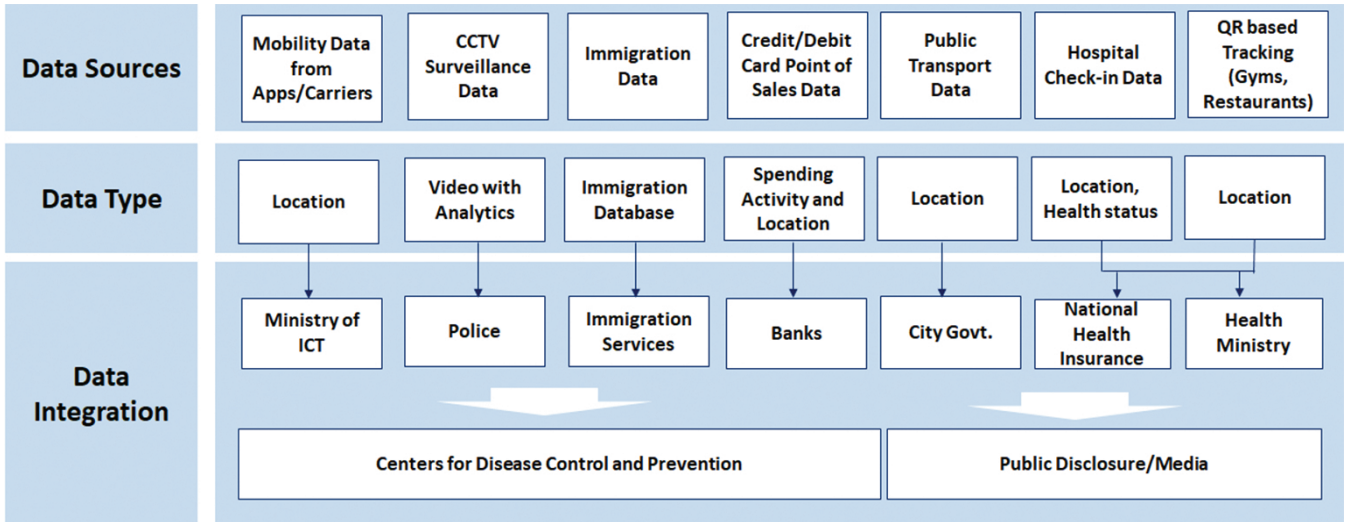 Data Sources
Mobility Data
from
Apps/Carriers
CCTV
Surveillance
Data
Immigration
Data
Credit/Debit
Card Point of
Sales Data
Public
Transport
Data
Hospital
Check-in Data
QR based
Tracking
(Gyms,
Restaurants)
Data Type
Location
Video with
Analytics
Immigration
Database
Spending
Activity and
Location
Location
Location,
Health status
Location
Data
Integration
Ministry of
ICT
Police
Immigration
Services
Banks
City Govt.
National
Health
Insurance
Health
Ministry
Centers for Disease Control and Prevention
Public Disclosure/Media